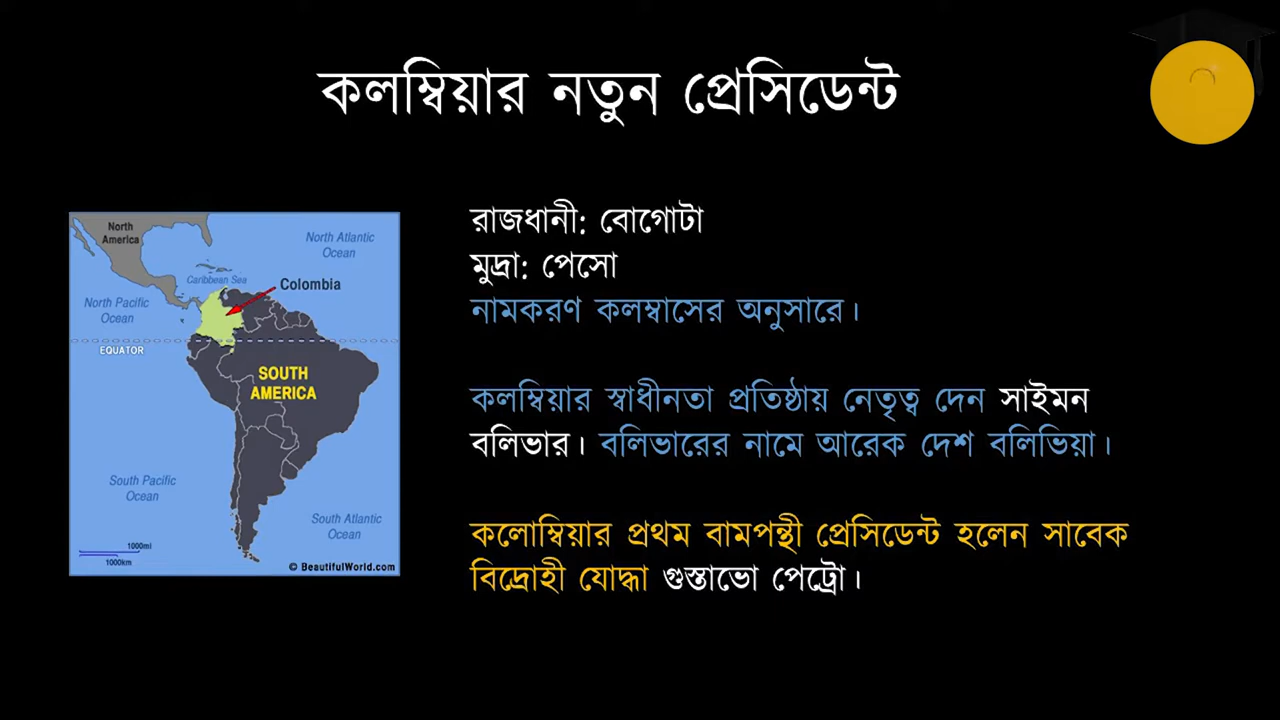 কলম্বিয়ার নতুন প্রেসিডেন্ট
North
America
North Atlantic
Ocean
Caribbean Sea
Colombia
North Pacific
Ocean
EQUATOR
SOUTH
AMERICA
South Pacific
Ocean
South Atlantic
Ocean
1000mi
1000km
© BeautifulWorld.com
রাজধানী: বোগোটা
মুদ্রা: পেসো
নামকরণ কলম্বাসের অনুসারে।
কলম্বিয়ার স্বাধীনতা প্রতিষ্ঠায় নেতৃত্ব দেন সাইমন
বলিভার। বলিভারের নামে আরেক দেশ বলিভিয়া।
কলোম্বিয়ার প্রথম বামপন্থী প্রেসিডেন্ট হলেন সাবেক
বিদ্রোহী যোদ্ধা গুস্তাভো পেট্রো।